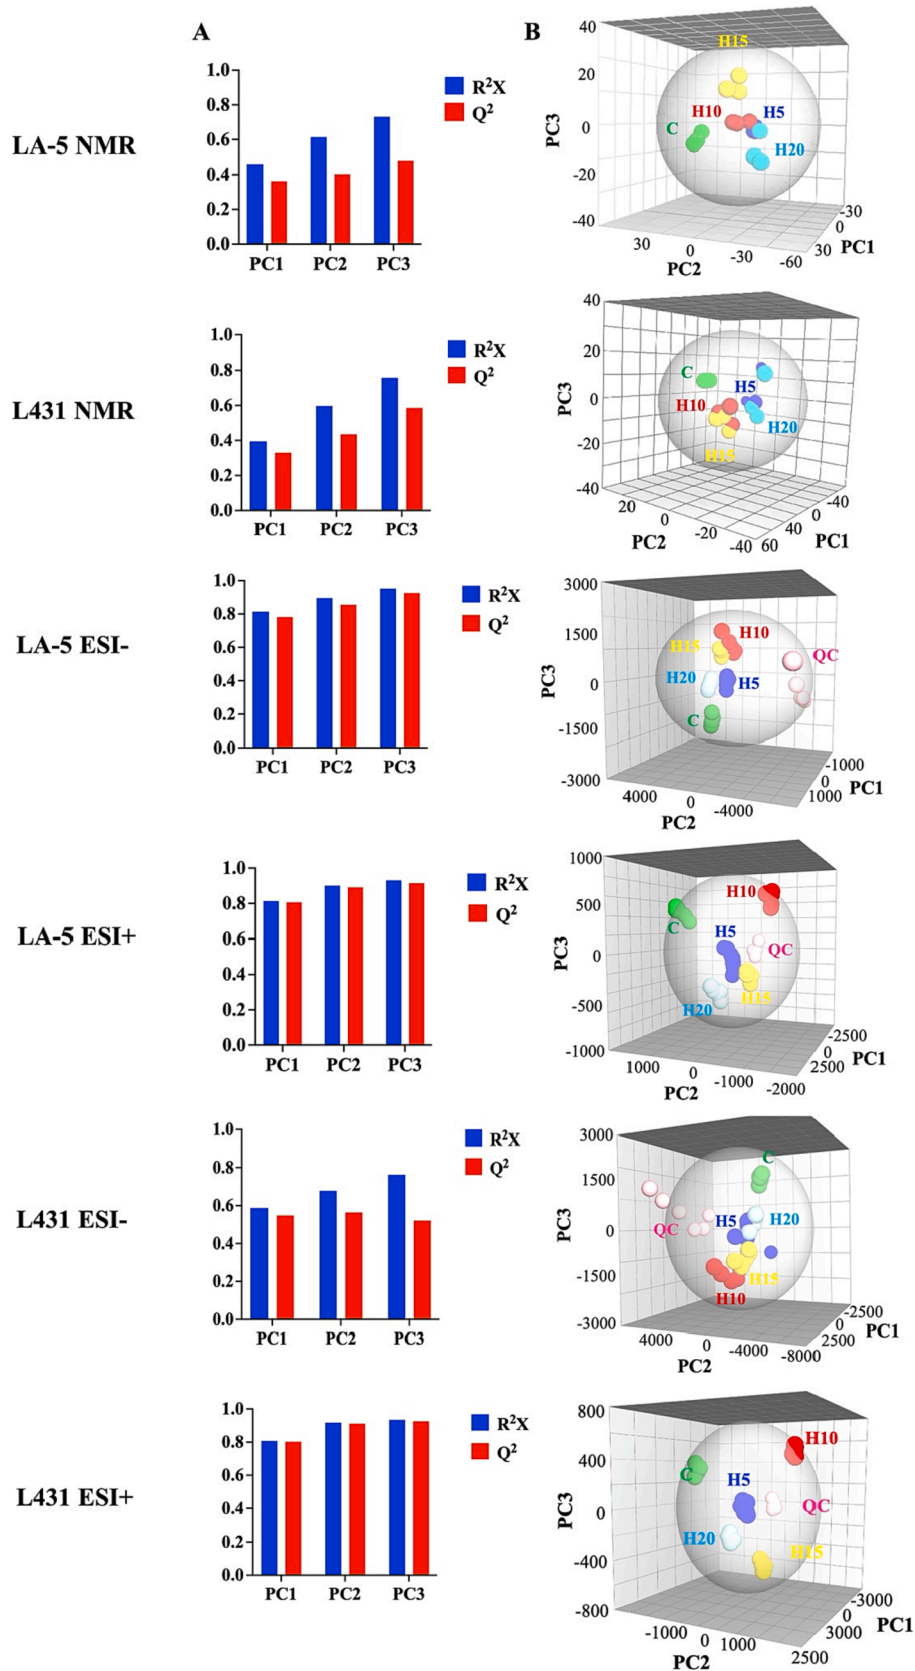 A
B
LA-5 NMR
1.0
0.8
0.6
0.4
0.2
0.0
PC1
PC2
PC3
R²X
Q²
40
20
0
-20
-40
PC3
H15
H10
H5
C
H20
30
0
-30
-60
PC2
30
0
-30
PC1
L431 NMR
1.0
0.8
0.6
0.4
0.2
0.0
PC1
PC2
PC3
R²X
Q²
40
20
0
-20
-40
PC3
C
H5
H10
H20
H15
20
0
-20
-40
PC2
60
40
0
-40
PC1
LA-5 ESI-
1.0
0.8
0.6
0.4
0.2
0.0
PC1
PC2
PC3
R²X
Q²
3000
1500
0
-1500
-3000
PC3
H10
H15
QC
H20
H5
C
4000
0
-4000
PC2
1000
0
-1000
PC1
LA-5 ESI+
1.0
0.8
0.6
0.4
0.2
0.0
PC1
PC2
PC3
R²X
Q²
1000
500
0
-500
-1000
PC3
H10
C
H5
QC
H15
H20
1000
0
-1000
-2000
PC2
2500
0
-2500
PC1
L431 ESI-
1.0
0.8
0.6
0.4
0.2
0.0
PC1
PC2
PC3
R²X
Q²
3000
1500
0
-1500
-3000
PC3
C
QC
H5
H20
H15
H10
4000
0
-4000
-8000
PC2
2500
0
-2500
PC1
L431 ESI+
1.0
0.8
0.6
0.4
0.2
0.0
PC1
PC2
PC3
R²X
Q²
800
400
0
-400
-800
PC3
H10
C
H5
QC
H20
H15
-1000
0
1000
2500
PC2
3000
0
-3000
PC1